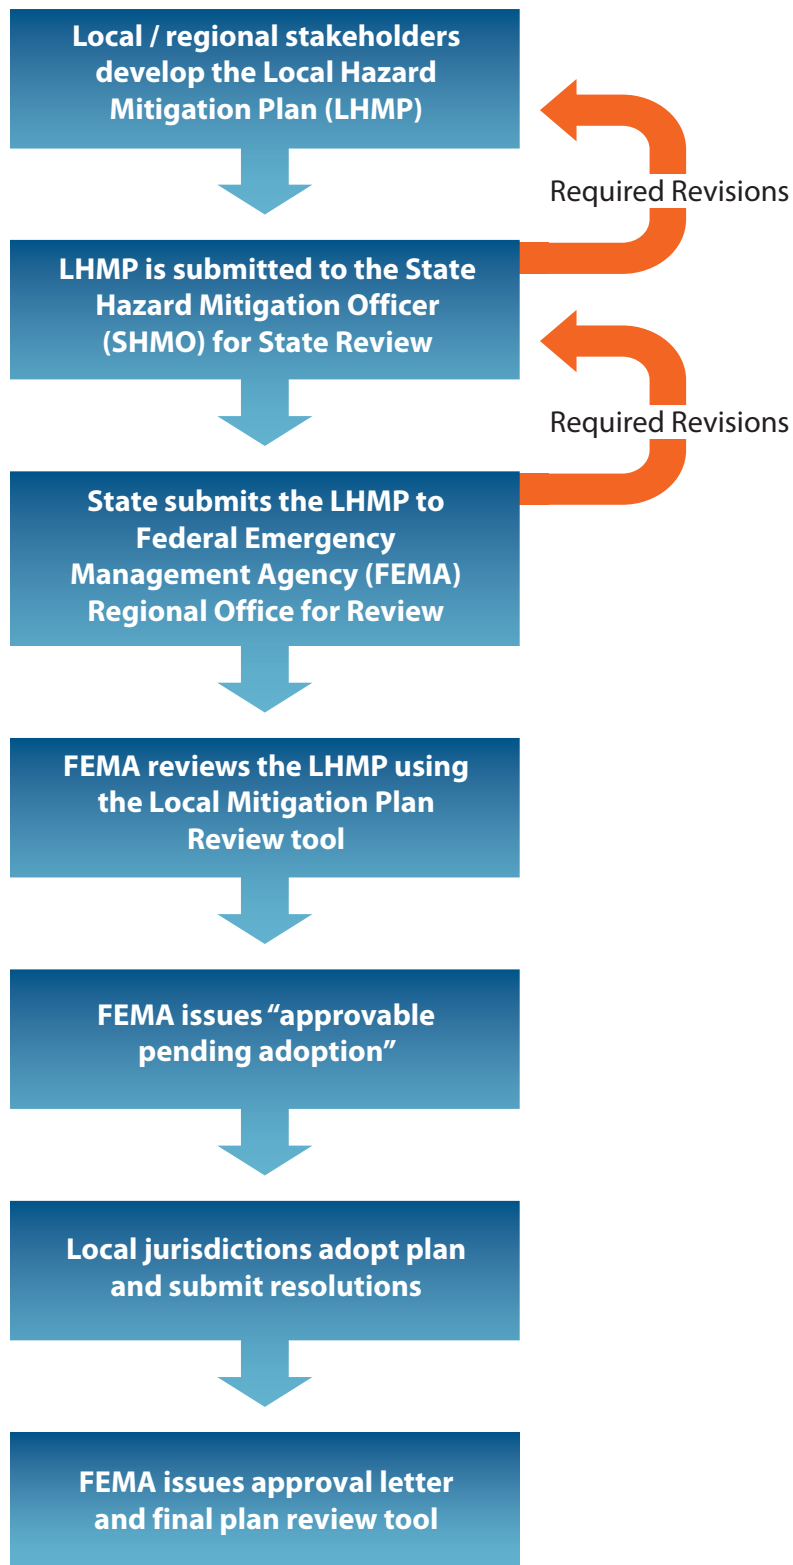 Local / regional stakeholders
develop the Local Hazard
Mitigation Plan (LHMP)
Required Revisions
LHMP is submitted to the State
Hazard Mitigation Officer
(SHMO) for State Review
Required Revisions
State submits the LHMP to
Federal Emergency
Management Agency (FEMA)
Regional Office for Review
FEMA reviews the LHMP using
the Local Mitigation Plan
Review tool
FEMA issues “approvable
pending adoption”
Local jurisdictions adopt plan
and submit resolutions
FEMA issues approval letter
and final plan review tool